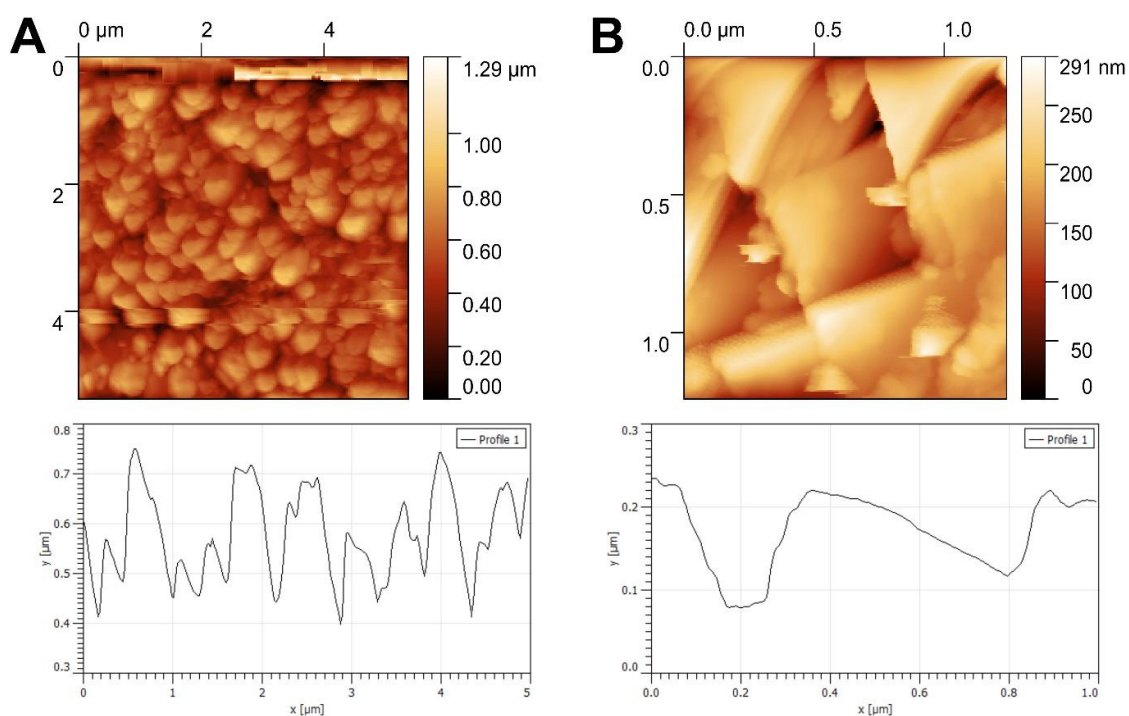 A
0 µm 2 4
0
2
4
1.29 µm
1.00
0.80
0.60
0.40
0.20
0.00
B
0.0 µm 0.5 1.0
0.0
0.5
1.0
291 nm
250
200
150
100
50
0
0.8
0.7
0.6
0.5
0.4
0.3
y [µm]
Profile 1
0 1 2 3 4 5
x [µm]
0.3
0.2
0.1
0.0
y [µm]
Profile 1
0.0 0.2 0.4 0.6 0.8 1.0
x [µm]